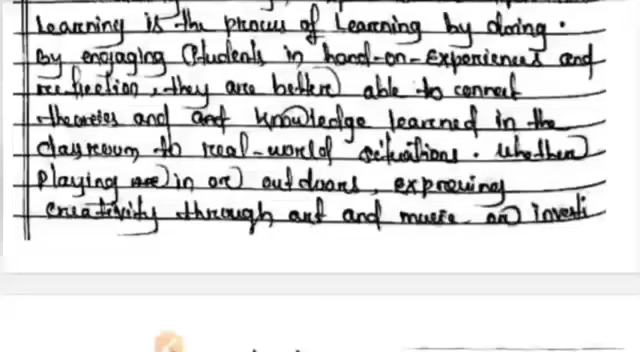 Learning is the process of Learning by doing.
By engaging Students in hand-on-Experiences and
reflection, they are better able to connect
theories and and knowledge learned in the
classroom to real-world situations. Whether
playing in or outdoors, expressing
creativity through art and music or investi